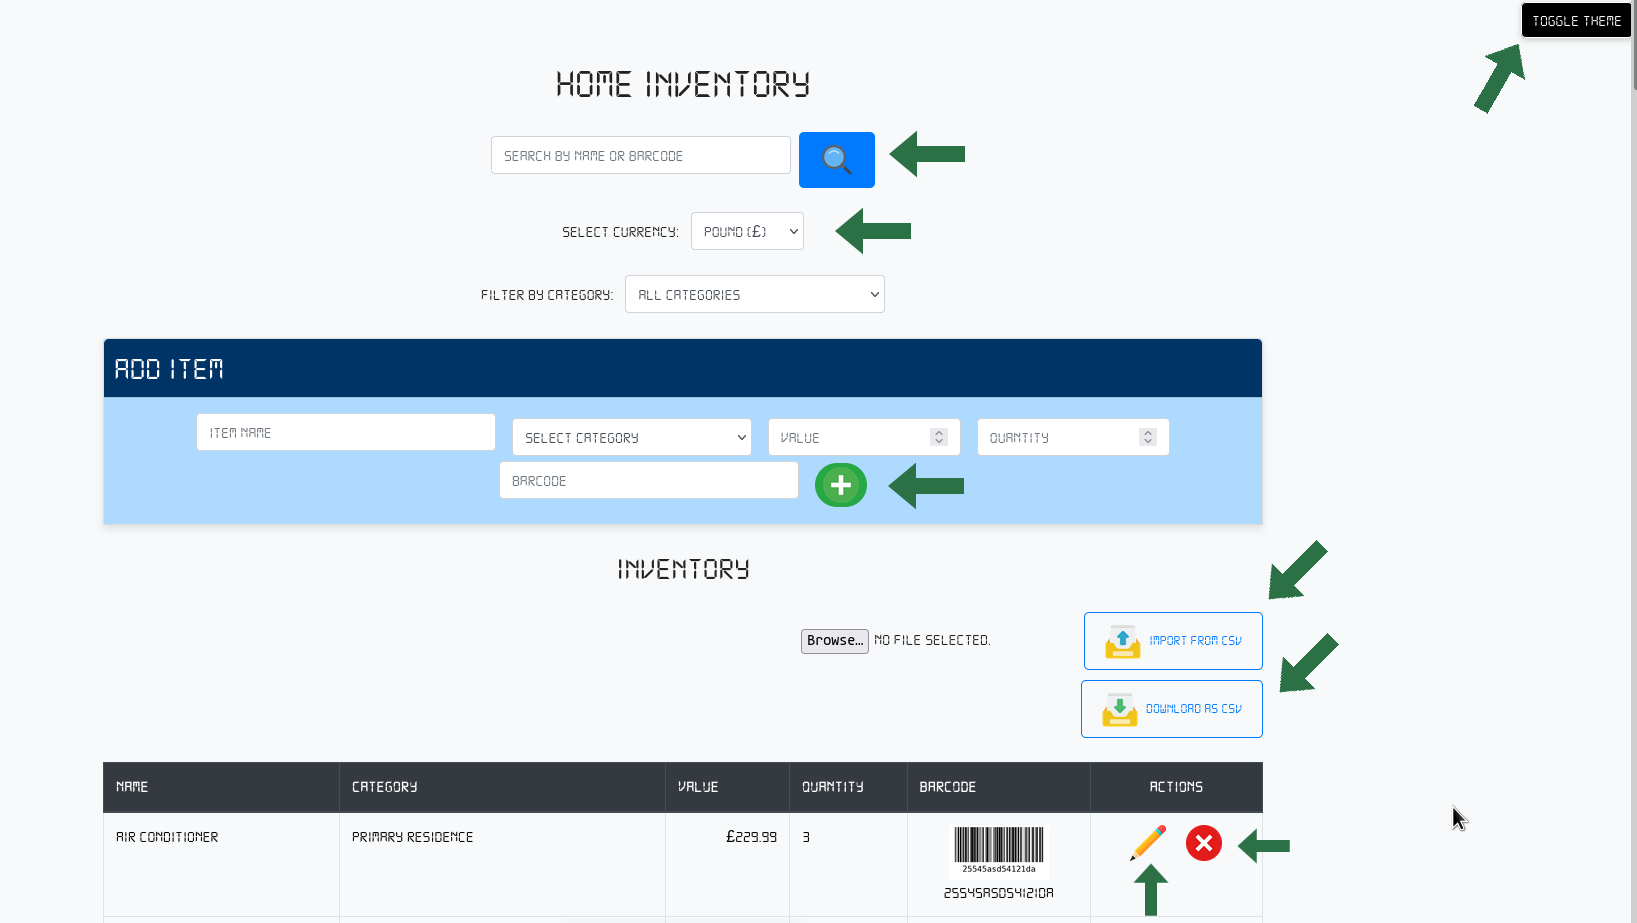 TOGGLE THEME
HOME INVENTORY
SEARCH BY NAME OR BARCODE
SELECT CURRENCY: POUND (£)
FILTER BY CATEGORY: ALL CATEGORIES
ADD ITEM
ITEM NAME SELECT CATEGORY VALUE QUANTITY
BARCODE
INVENTORY
Browse... NO FILE SELECTED. IMPORT FROM CSV
DOWNLOAD AS CSV
NAME CATEGORY VALUE QUANTITY BARCODE ACTIONS
AIR CONDITIONER PRIMARY RESIDENCE £229.99 3
25545asd54121da
25545ASD54121DA